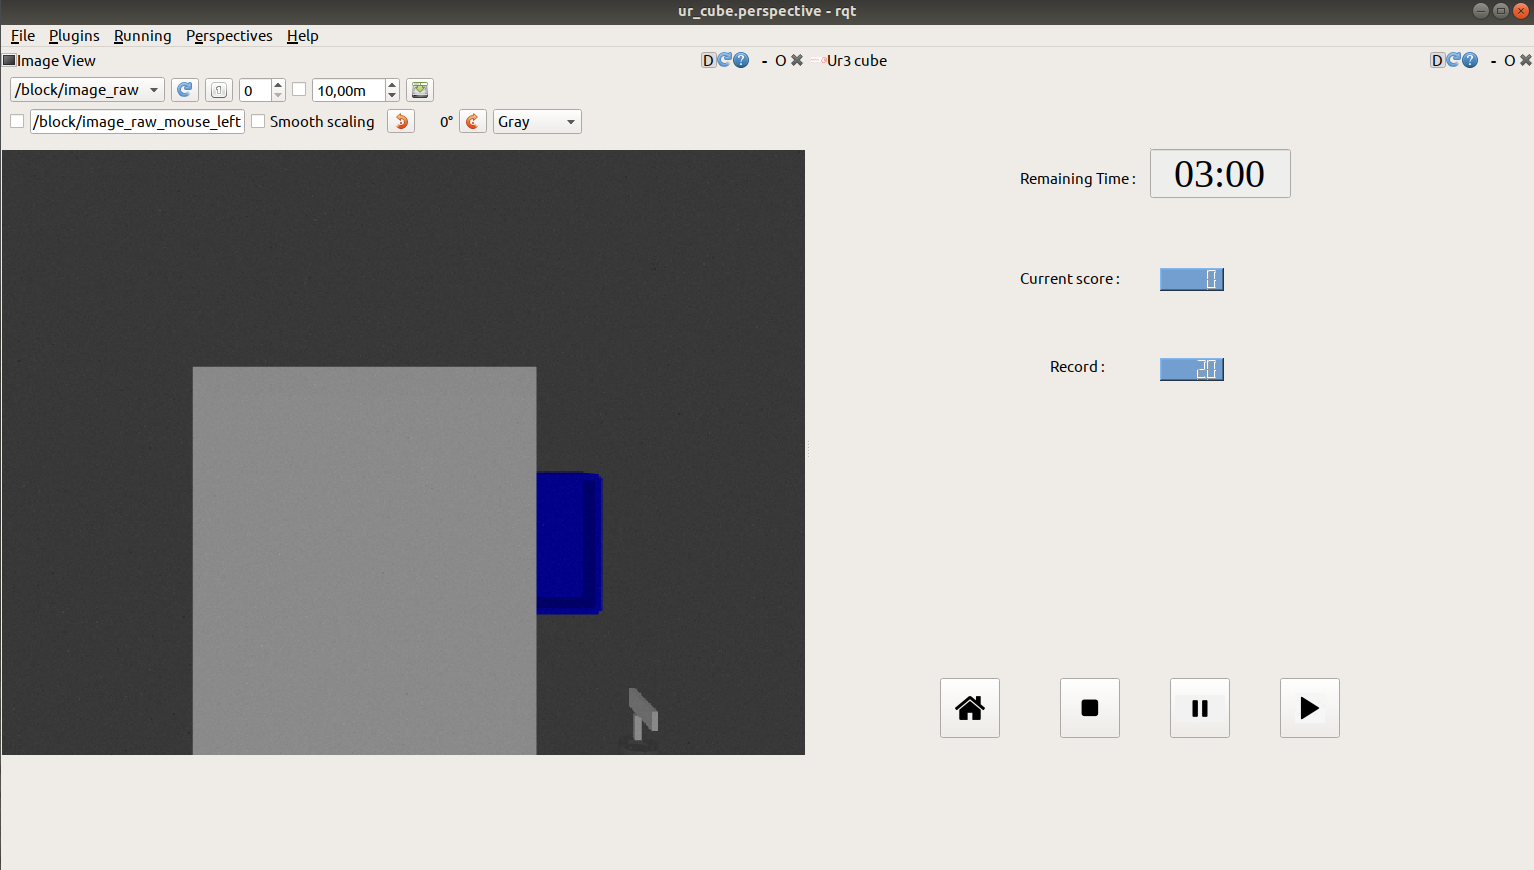 ur_cube.perspective - rqt
File Plugins Running Perspectives Help
Image View D ? - O Ur3 cube D ? - O
/block/image_raw 0 10,00m
/block/image_raw_mouse_left Smooth scaling 0° Gray
Remaining Time : 03:00
Current score : 0
Record : 20